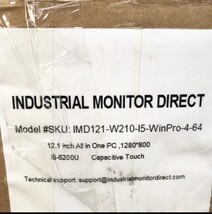 INDUSTRIAL MONITOR DIRECT
Model #SKU: IMD121-W210-I5-WinPro-4-64
12.1 inch All in One PC ,1280*800
I5-6200U Capacitive Touch
Technical support: support@industrialmonitordirect.com